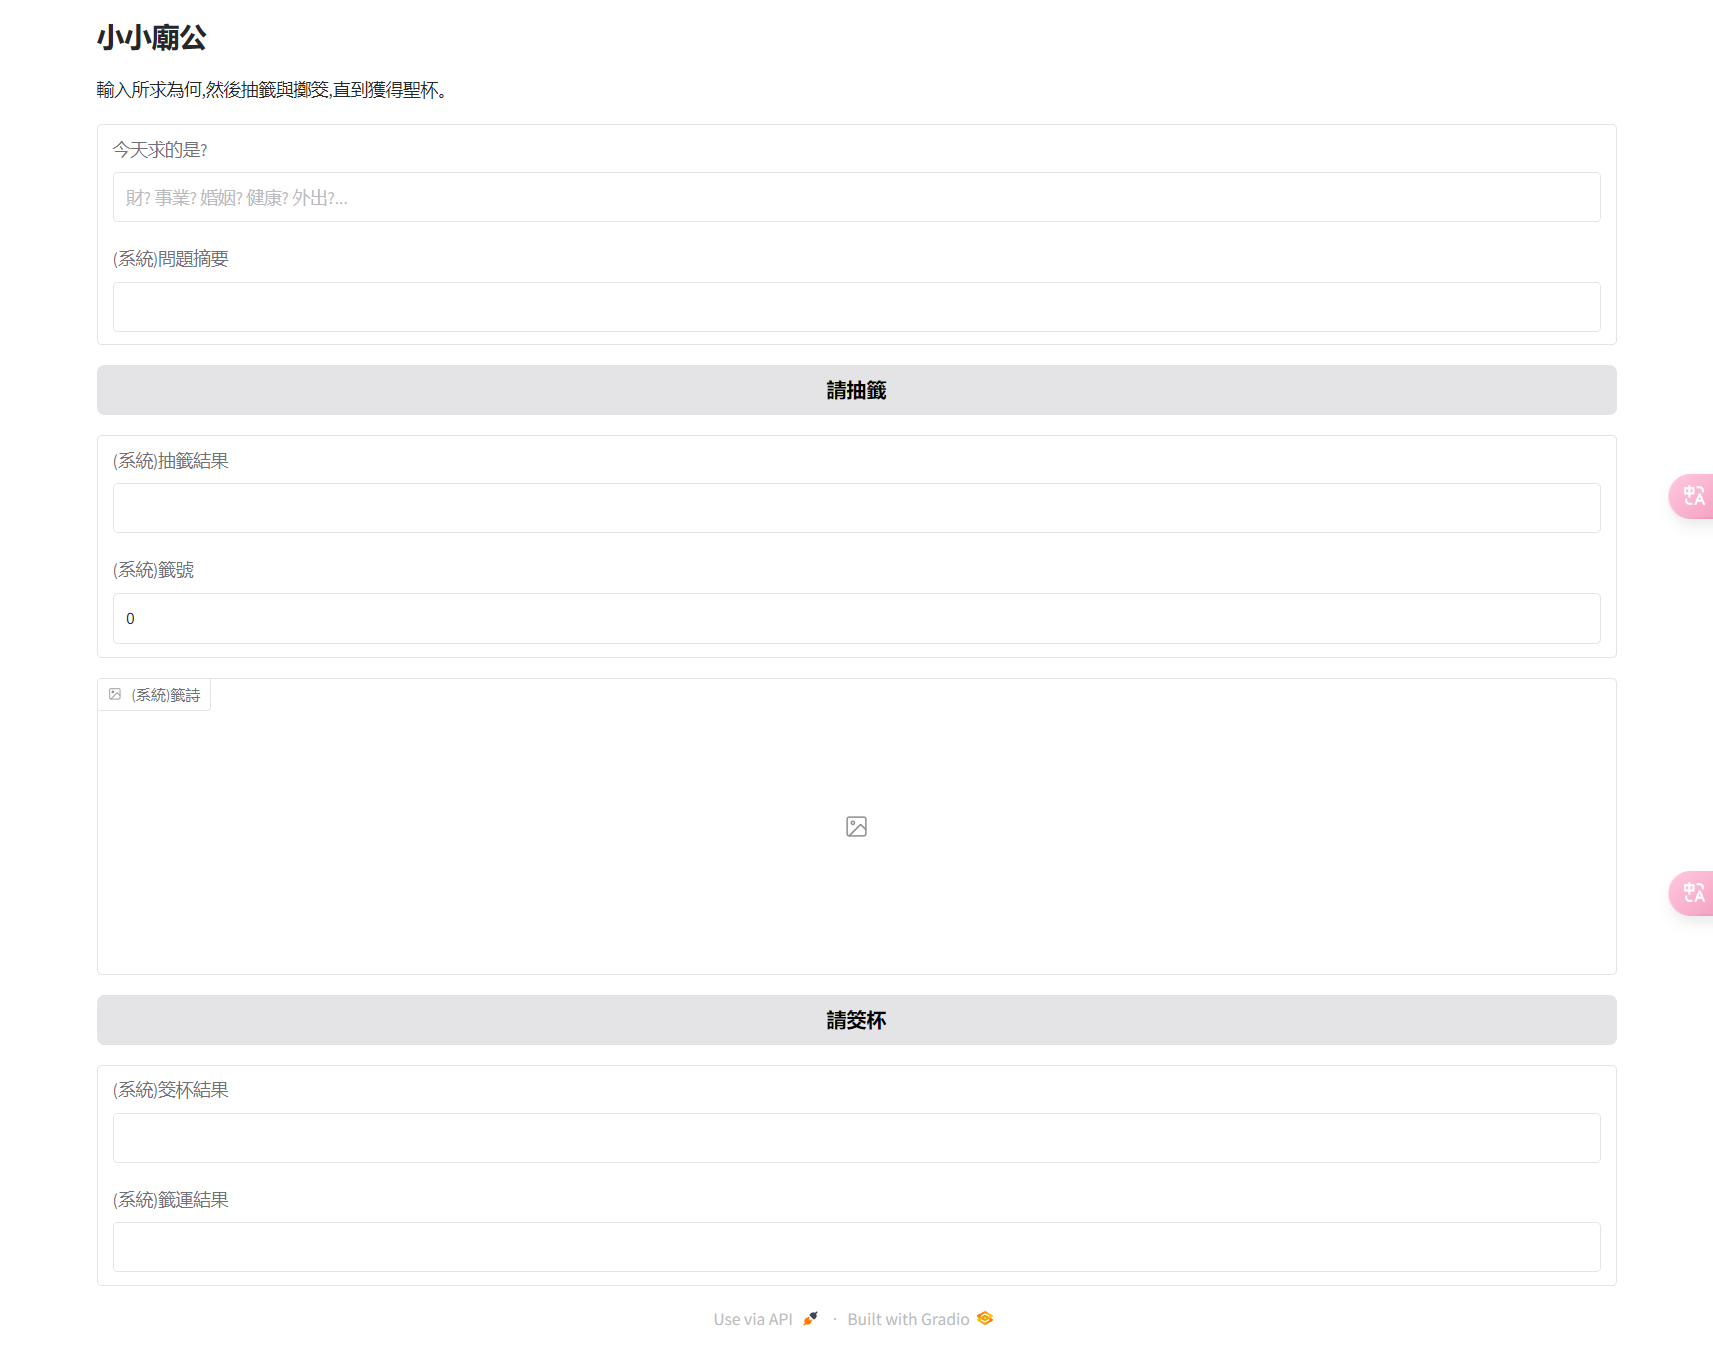 小小廟公
輸入所求為何,然後抽籤與擲筊,直到獲得聖杯。
今天求的是?
財? 事業? 婚姻? 健康? 外出?...
(系統)問題摘要
請抽籤
(系統)抽籤結果
(系統)籤號
0
(系統)籤詩
請筊杯
(系統)筊杯結果
(系統)籤運結果
Use via API · Built with Gradio